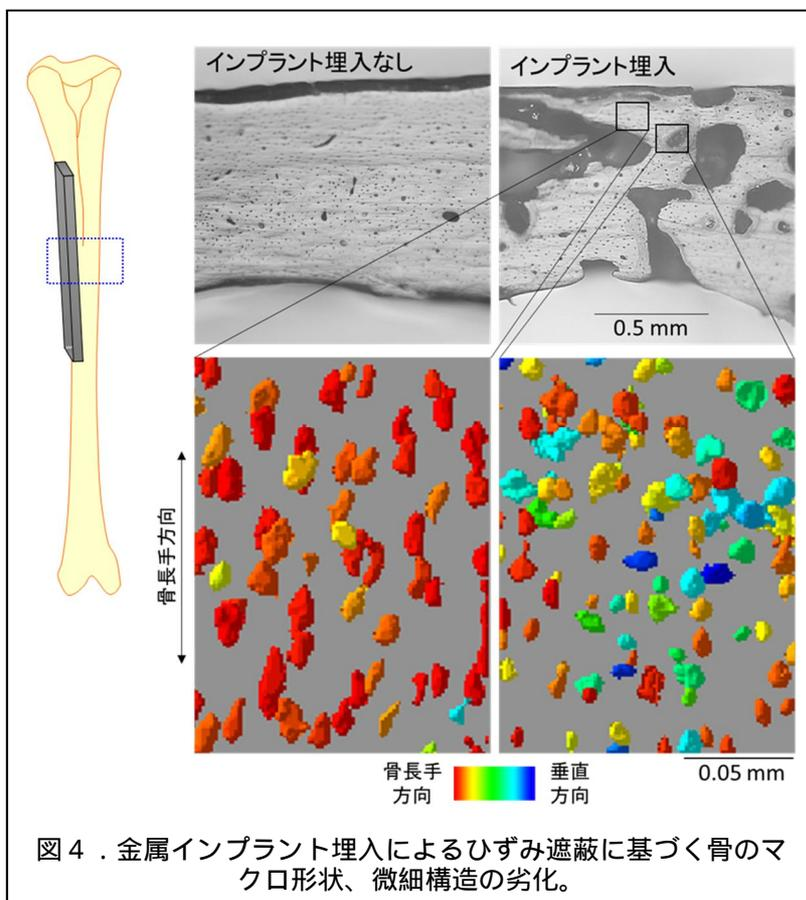 インプラント埋入なし
インプラント埋入
0.5 mm
骨長手方向
骨長手
方向
垂直
方向
0.05 mm
図４．金属インプラント埋入によるひずみ遮蔽に基づく骨のマ
クロ形状、微細構造の劣化。